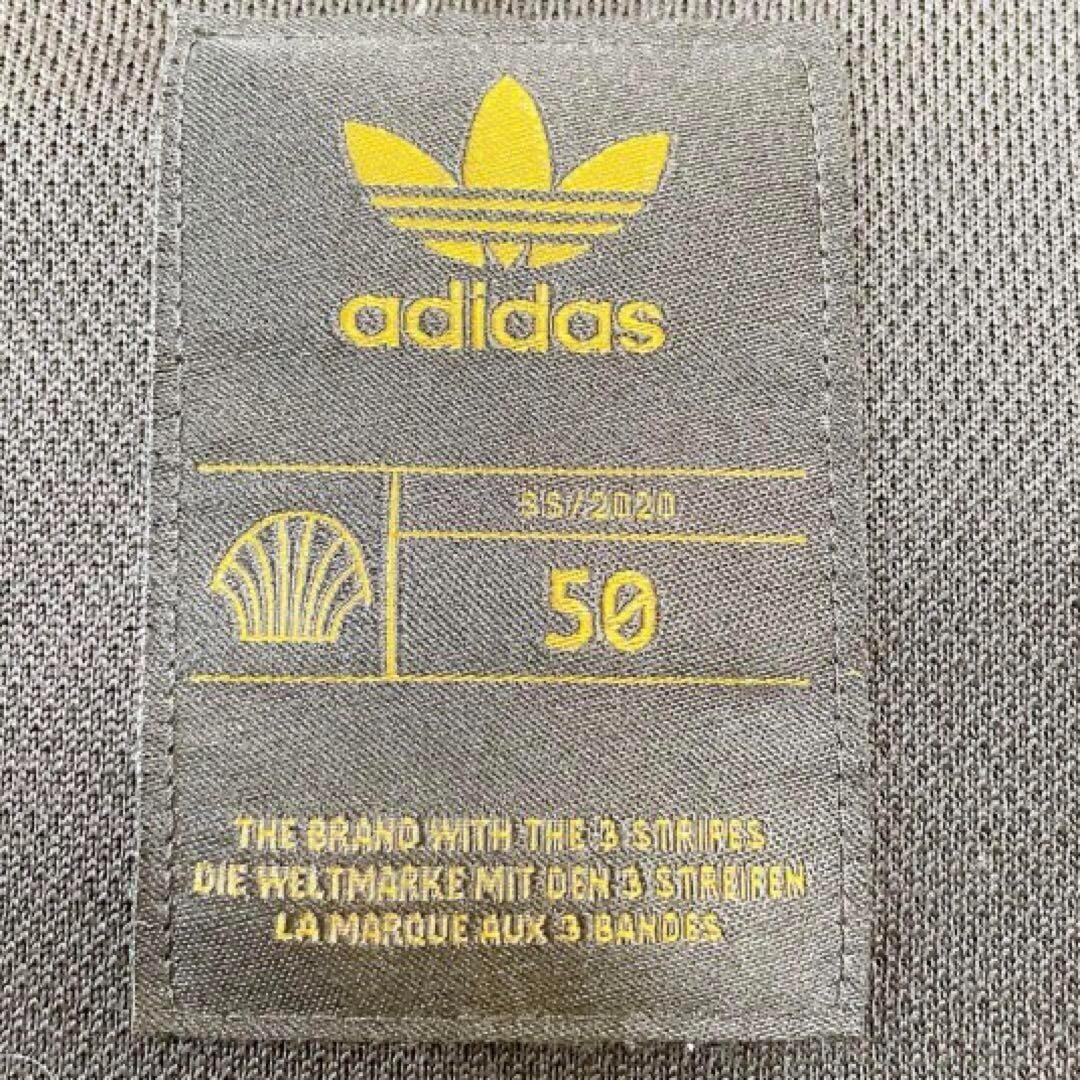 adidas
SS/2020
50
THE BRAND WITH THE 3 STRIPES
DIE WELTMARKE MIT DEN 3 STREIFEN
LA MARQUE AUX 3 BANDES